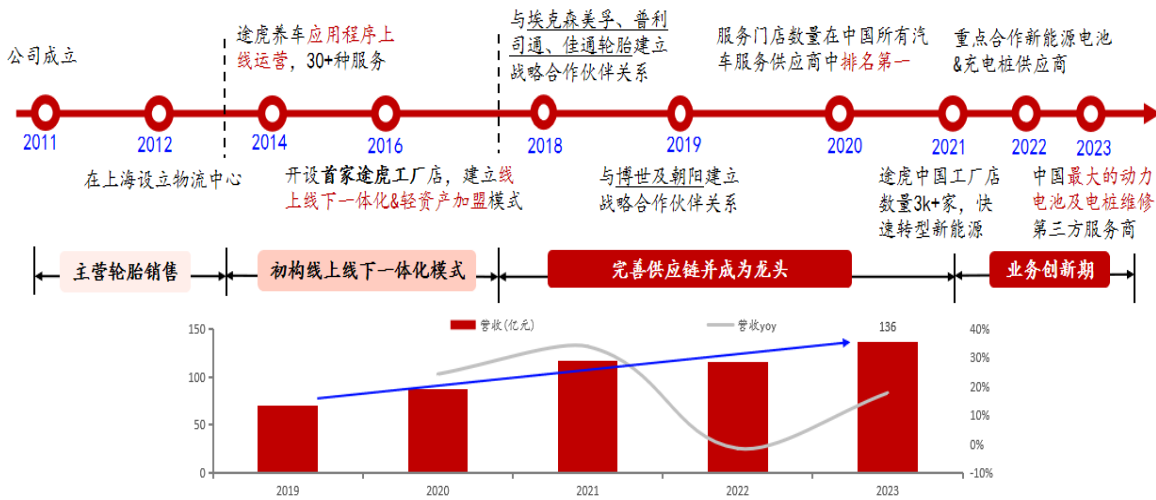 公司成立
途虎养车应用程序上
线运营，30+种服务
与埃克森美孚、普利
司通、佳通轮胎建立
战略合作伙伴关系
服务门店数量在中国所有汽
车服务供应商中排名第一
重点合作新能源电池
&充电桩供应商
2011
2012
2014
2016
2018
2019
2020
2021
2022
2023
在上海设立物流中心
开设首家途虎工厂店，建立线
上线下一体化&轻资产加盟模式
与博世及朝阳建立
战略合作伙伴关系
途虎中国工厂店
数量3k+家，快
速转型新能源
中国最大的动力
电池及电桩维修
第三方服务商
主营轮胎销售
初构线上线下一体化模式
完善供应链并成为龙头
业务创新期
营收(亿元)
营收yoy
150
100
50
0
136
40%
30%
20%
10%
0%
-10%
2019
2020
2021
2022
2023